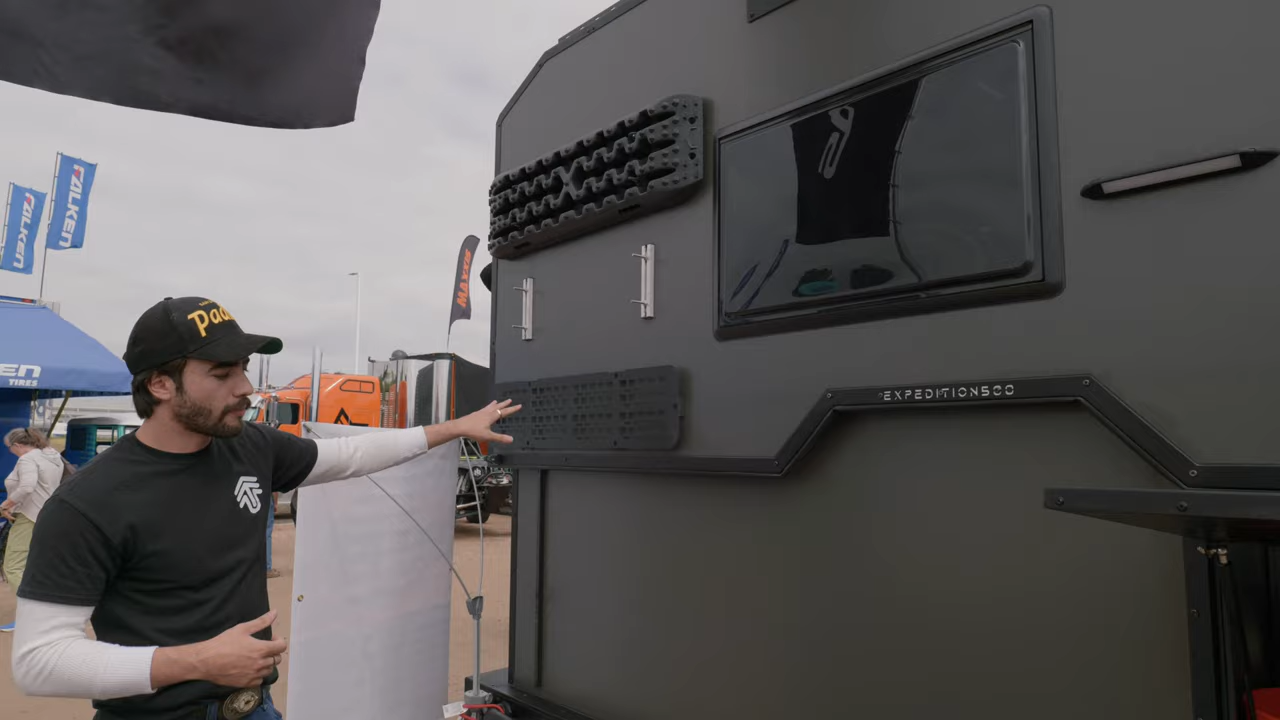 FALKEN
FALKEN
MAXXIS
EN
TIRES
EXPEDITION500